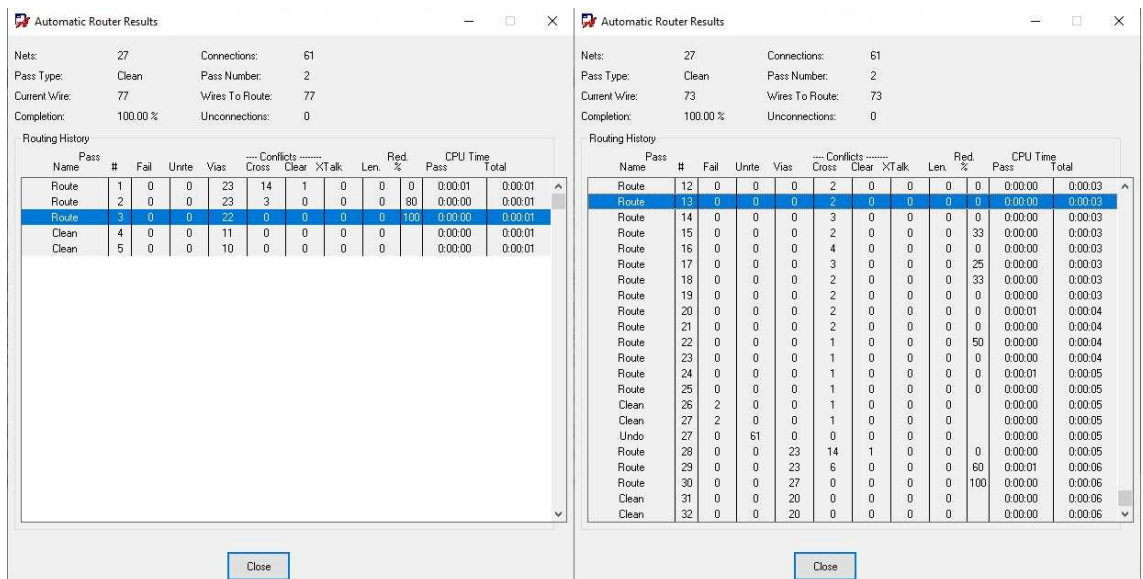 Automatic Router Results
Nets: 27 Connections: 61
Pass Type: Clean Pass Number: 2
Current Wire: 77 Wires To Route: 77
Completion: 100.00 % Unconnections: 0
Routing History
Pass ---- Conflicts -------- Red. CPU Time
Name # Fail Unrte Vias Cross Clear XTalk Len. % Pass Total
Route 1 0 0 23 14 1 0 0 0 0:00:01 0:00:01
Route 2 0 0 23 3 0 0 0 80 0:00:00 0:00:01
Route 3 0 0 22 0 0 0 0 100 0:00:00 0:00:01
Clean 4 0 0 11 0 0 0 0 0:00:00 0:00:01
Clean 5 0 0 10 0 0 0 0 0:00:00 0:00:01
Close
Automatic Router Results
Nets: 27 Connections: 61
Pass Type: Clean Pass Number: 2
Current Wire: 73 Wires To Route: 73
Completion: 100.00 % Unconnections: 0
Routing History
Pass ---- Conflicts -------- Red. CPU Time
Name # Fail Unrte Vias Cross Clear XTalk Len. % Pass Total
Route 12 0 0 0 2 0 0 0 0 0:00:00 0:00:03
Route 13 0 0 0 2 0 0 0 0 0:00:00 0:00:03
Route 14 0 0 0 3 0 0 0 0 0:00:00 0:00:03
Route 15 0 0 0 2 0 0 0 33 0:00:00 0:00:03
Route 16 0 0 0 4 0 0 0 0 0:00:00 0:00:03
Route 17 0 0 0 3 0 0 0 25 0:00:00 0:00:03
Route 18 0 0 0 2 0 0 0 33 0:00:00 0:00:03
Route 19 0 0 0 2 0 0 0 0 0:00:00 0:00:03
Route 20 0 0 0 2 0 0 0 0 0:00:01 0:00:04
Route 21 0 0 0 2 0 0 0 0 0:00:00 0:00:04
Route 22 0 0 0 1 0 0 0 50 0:00:00 0:00:04
Route 23 0 0 0 1 0 0 0 0 0:00:00 0:00:04
Route 24 0 0 0 1 0 0 0 0 0:00:01 0:00:05
Route 25 0 0 0 1 0 0 0 0 0:00:00 0:00:05
Clean 26 2 0 0 1 0 0 0 0:00:00 0:00:05
Clean 27 2 0 0 1 0 0 0 0:00:00 0:00:05
Undo 27 0 61 0 0 0 0 0 0:00:00 0:00:05
Route 28 0 0 23 14 1 0 0 0 0:00:00 0:00:05
Route 29 0 0 23 6 0 0 0 60 0:00:01 0:00:06
Route 30 0 0 27 0 0 0 0 100 0:00:00 0:00:06
Clean 31 0 0 20 0 0 0 0 0:00:00 0:00:06
Clean 32 0 0 20 0 0 0 0 0:00:00 0:00:06
Close